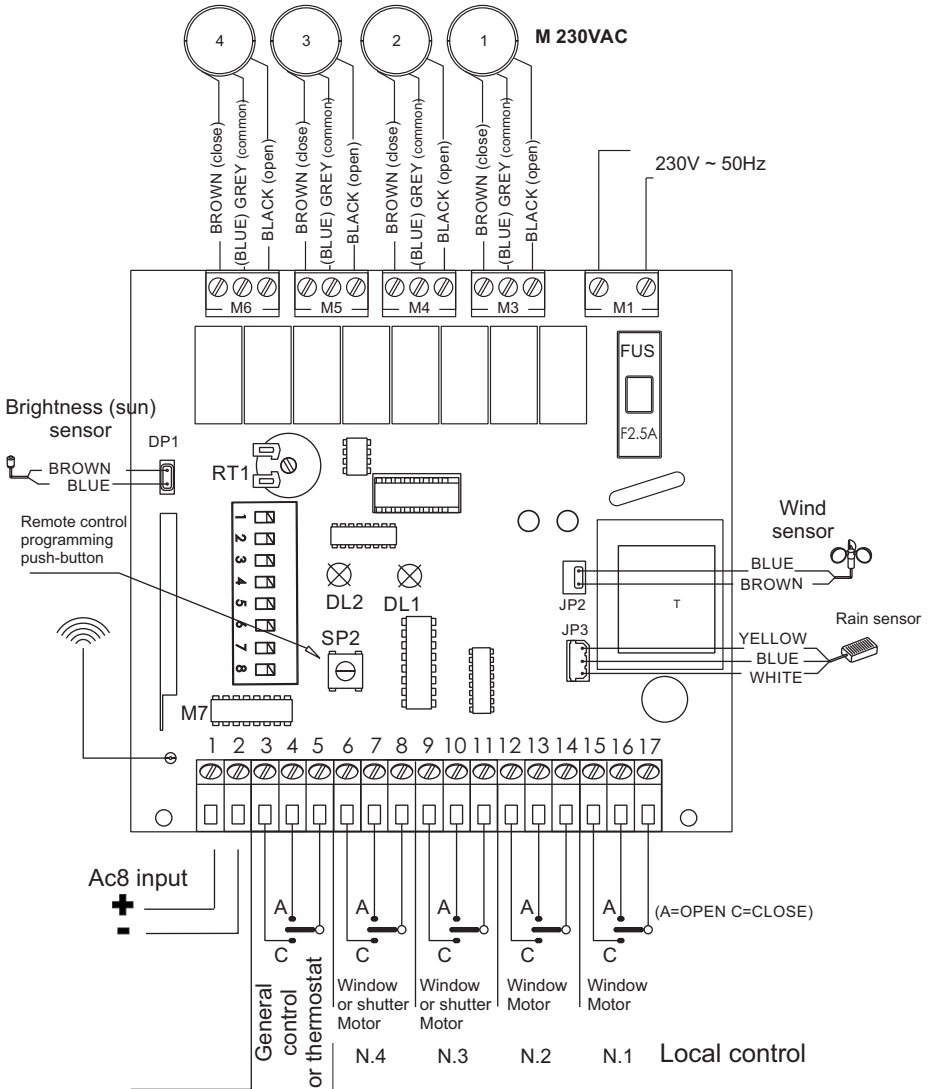 4 3 2 1 M 230VAC
BROWN (close)
(BLUE) GREY (common)
BLACK (open)
BROWN (close)
(BLUE) GREY (common)
BLACK (open)
BROWN (close)
(BLUE) GREY (common)
BLACK (open)
BROWN (close)
(BLUE) GREY (common)
BLACK (open)
230V ~ 50Hz
M6 M5 M4 M3 M1
FUS
F2.5A
Brightness (sun)
sensor
DP1
BROWN
BLUE
RT1
Remote control
programming
push-button
1
2
3
4
5
6
7
8
DL2 DL1
SP2
M7
Wind
sensor
BLUE
BROWN
JP2
T
JP3
Rain sensor
YELLOW
BLUE
WHITE
1 2 3 4 5 6 7 8 9 10 11 12 13 14 15 16 17
Ac8 input
+
-
A A A A A (A=OPEN C=CLOSE)
C C C C C
General
control
or thermostat
Window
or shutter
Motor
N.4
Window
or shutter
Motor
N.3
Window
Motor
N.2
Window
Motor
N.1
Local control